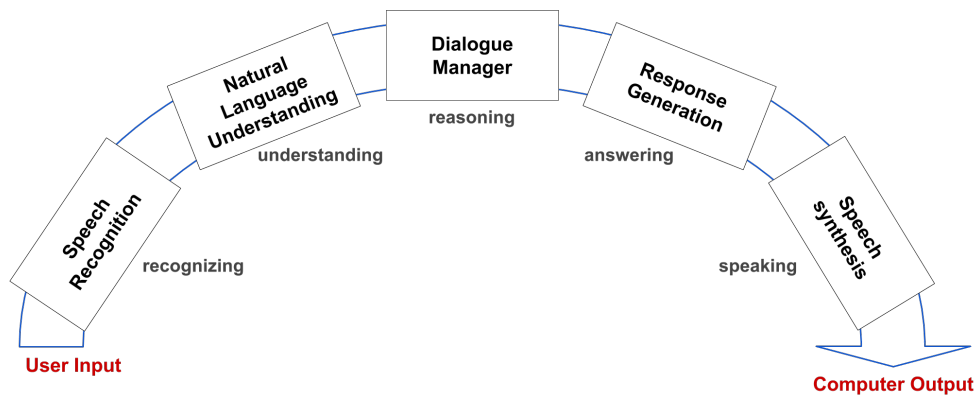 Speech
Recognition
recognizing
Natural
Language
Understanding
understanding
Dialogue
Manager
reasoning
Response
Generation
answering
Speech
synthesis
speaking
User Input
Computer Output